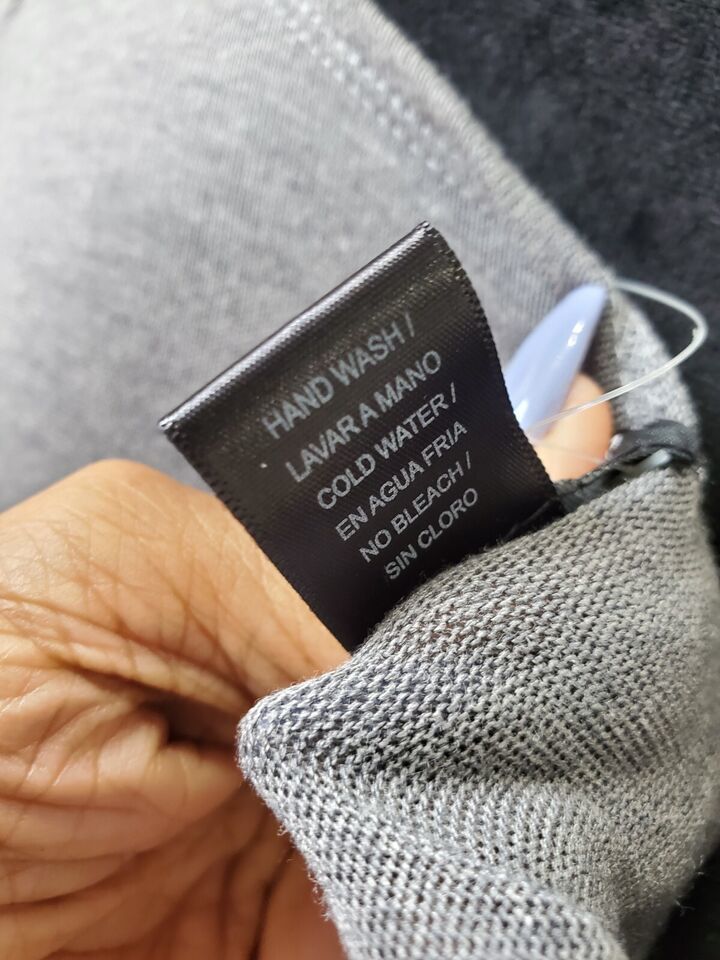 HAND WASH /
LAVAR A MANO
COLD WATER /
EN AGUA FRIA
NO BLEACH /
SIN CLORO